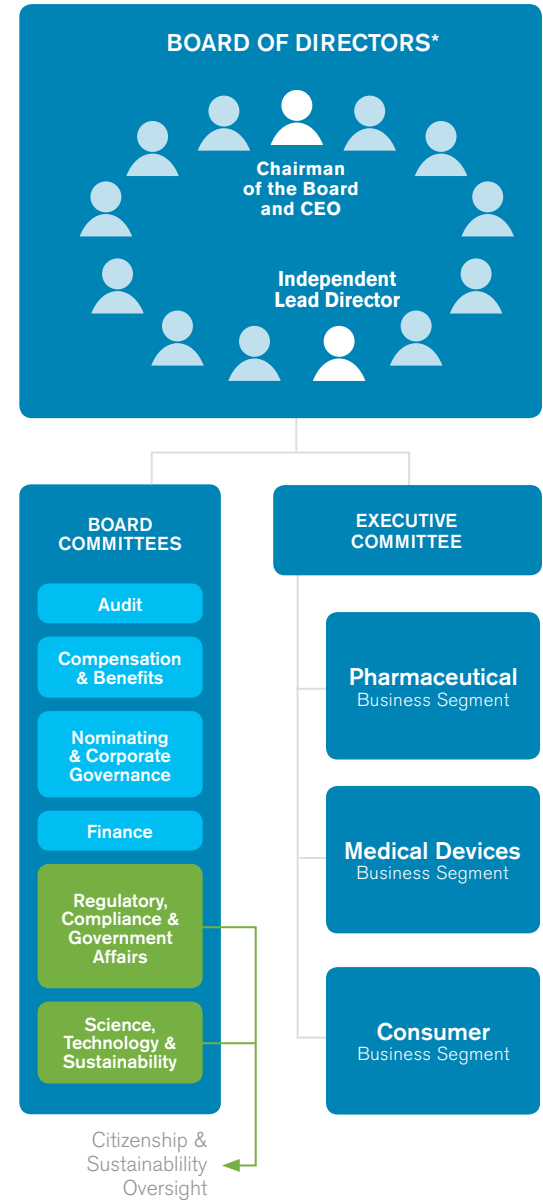 BOARD OF DIRECTORS*
Chairman
of the Board
and CEO
Independent
Lead Director
BOARD
COMMITTEES
Audit
Compensation
& Benefits
Nominating
& Corporate
Governance
Finance
Regulatory,
Compliance &
Government
Affairs
Science,
Technology &
Sustainability
Citizenship &
Sustainablility
Oversight
EXECUTIVE
COMMITTEE
Pharmaceutical
Business Segment
Medical Devices
Business Segment
Consumer
Business Segment